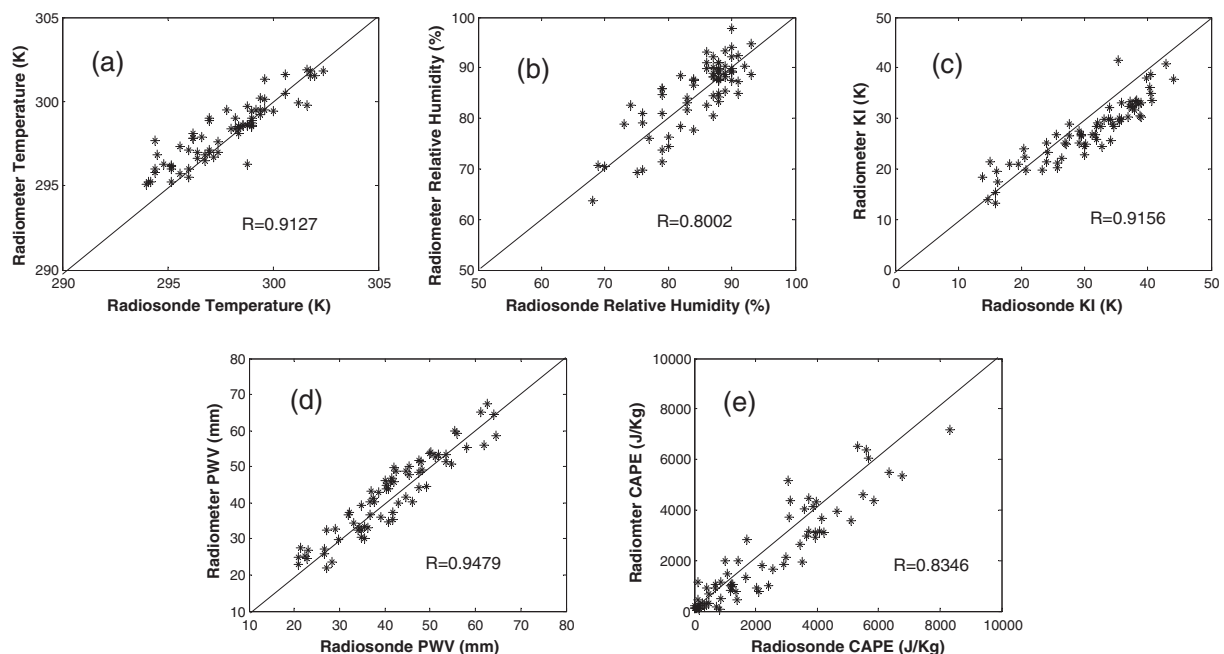 (a)
Radiometer Temperature (K)
305
300
295
290
290 295 300 305
R=0.9127
Radiosonde Temperature (K)
(b)
Radiometer Relative Humidity (%)
100
90
80
70
60
50
50 60 70 80 90 100
R=0.8002
Radiosonde Relative Humidity (%)
(c)
Radiometer KI (K)
50
40
30
20
10
0
0 10 20 30 40 50
R=0.9156
Radiosonde KI (K)
(d)
Radiometer PWV (mm)
80
70
60
50
40
30
20
10
10 20 30 40 50 60 70 80
R=0.9479
Radiosonde PWV (mm)
(e)
Radiomter CAPE (J/Kg)
10000
8000
6000
4000
2000
0
0 2000 4000 6000 8000 10000
R=0.8346
Radiosonde CAPE (J/Kg)